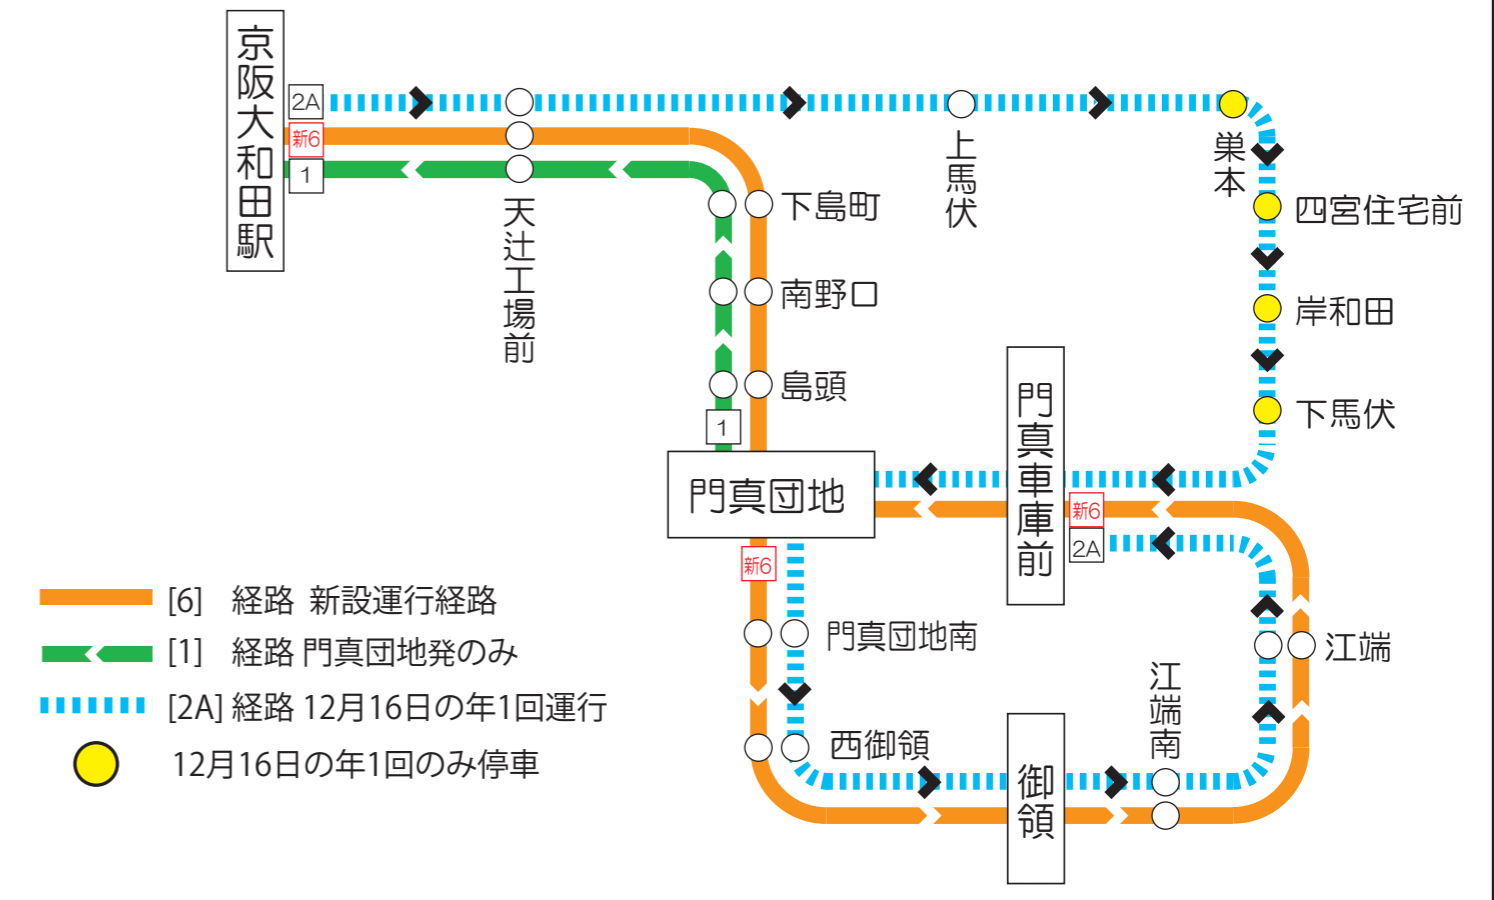 京阪大和田駅
2A
新6
1
天辻工場前
上馬伏
巣本
四宮住宅前
岸和田
下馬伏
下島町
南野口
島頭
1
門真団地
門真車庫前
新6
2A
新6
門真団地南
西御領
御領
江端南
江端
[6] 経路 新設運行経路
[1] 経路 門真団地発のみ
[2A] 経路 12月16日の年1回運行
12月16日の年1回のみ停車